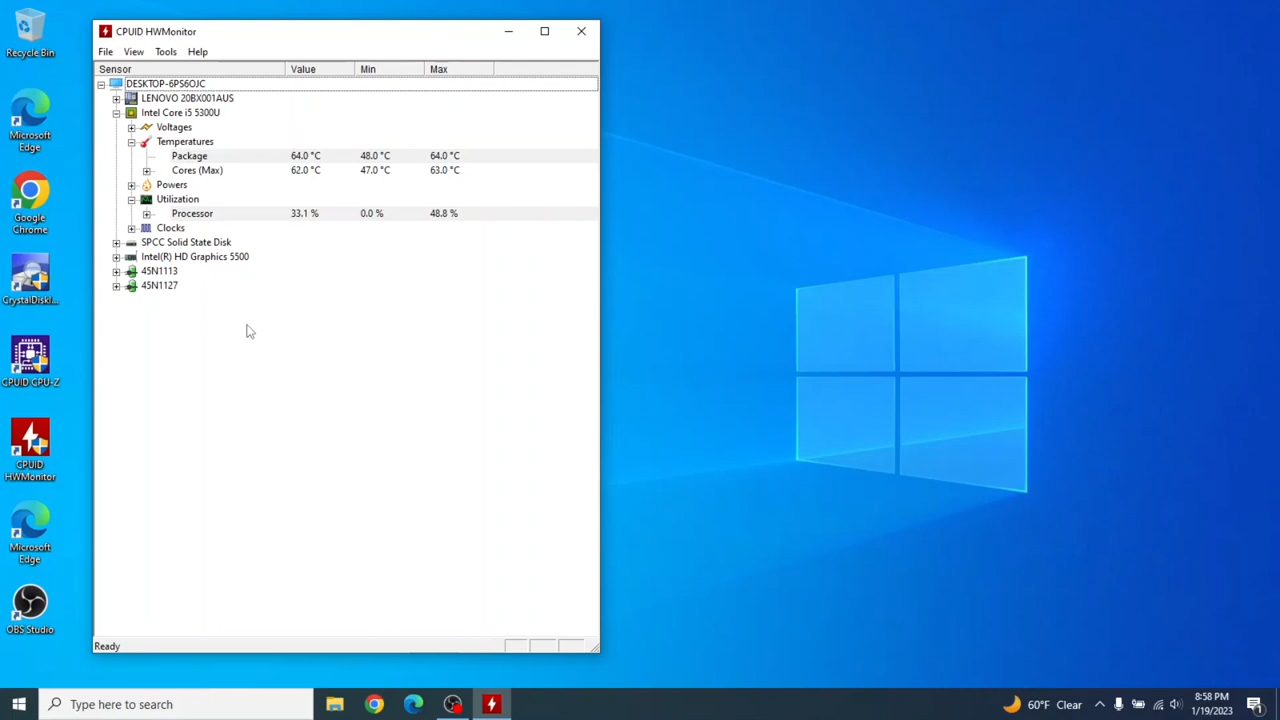 Recycle Bin
Microsoft
Edge
Google
Chrome
CrystalDiskI...
CPUID CPU-Z
CPUID
HWMonitor
Microsoft
Edge
OBS Studio
CPUID HWMonitor
File View Tools Help
Sensor Value Min Max
DESKTOP-6PS6OJC
LENOVO 20BX001AUS
Intel Core i5 5300U
Voltages
Temperatures
Package 64.0 °C 48.0 °C 64.0 °C
Cores (Max) 62.0 °C 47.0 °C 63.0 °C
Powers
Utilization
Processor 33.1 % 0.0 % 48.8 %
Clocks
SPCC Solid State Disk
Intel(R) HD Graphics 5500
45N1113
45N1127
Ready
Type here to search
60°F Clear
8:58 PM
1/19/2023
1